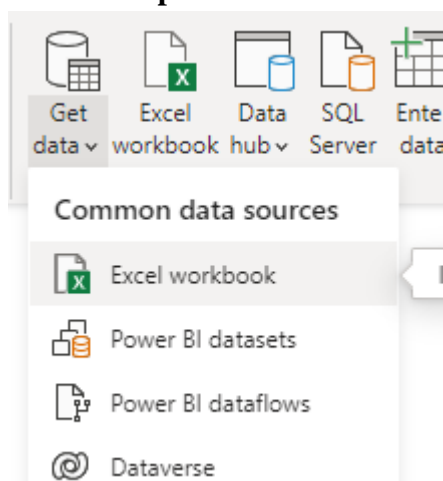 Get Excel Data SQL
data workbook hub Server data
Common data sources
Excel workbook
Power BI datasets
Power BI dataflows
Dataverse